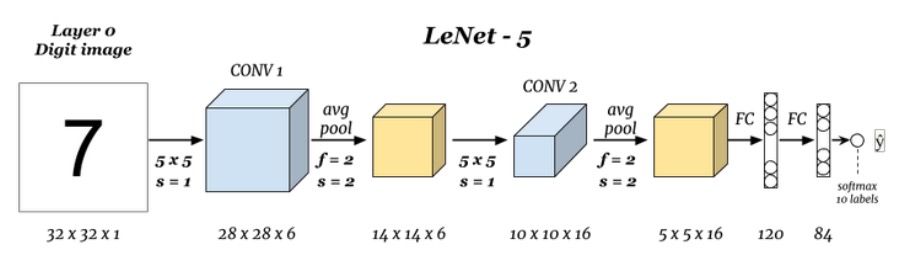 Layer 0
Digit image
LeNet - 5
CONV 1
CONV 2
avg
pool
avg
pool
7
FC
FC
ŷ
5 x 5
s = 1
f = 2
s = 2
5 x 5
s = 1
f = 2
s = 2
softmax
10 labels
32 x 32 x 1
28 x 28 x 6
14 x 14 x 6
10 x 10 x 16
5 x 5 x 16
120
84